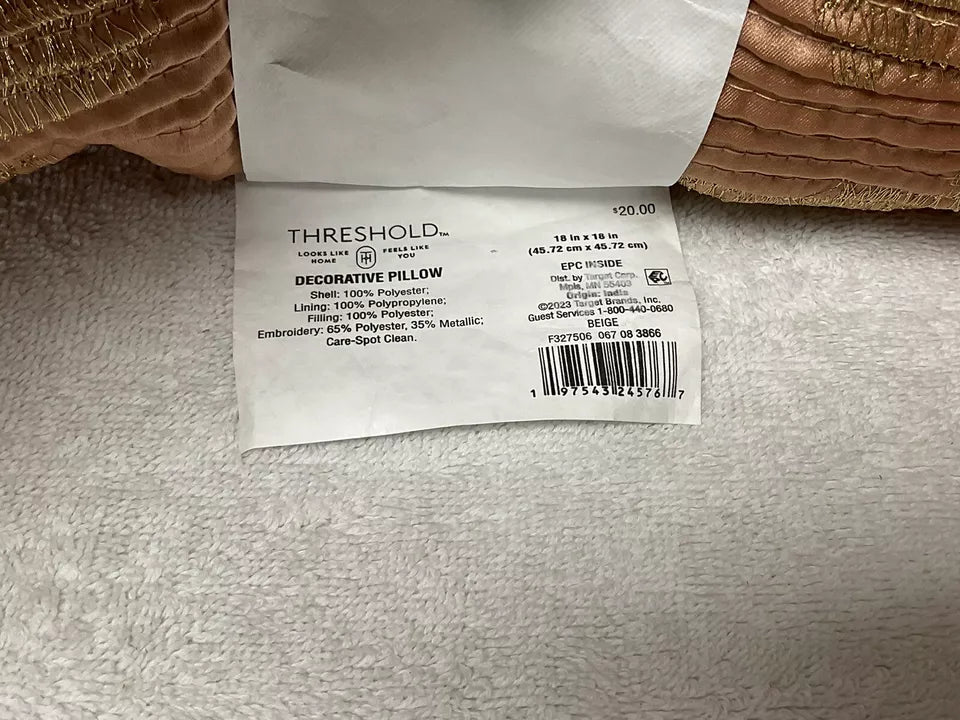 THRESHOLD™
LOOKS LIKE HOME TH FEELS LIKE YOU
DECORATIVE PILLOW
Shell: 100% Polyester;
Lining: 100% Polypropylene;
Filling: 100% Polyester;
Embroidery: 65% Polyester, 35% Metallic;
Care-Spot Clean.
$20.00
18 in x 18 in
(45.72 cm x 45.72 cm)
EPC INSIDE
Dist. by Target Corp.
Mpls, MN 55403
Origin: India
©2023 Target Brands, Inc.
Guest Services 1-800-440-0680
BEIGE
F327506 067 08 3866
1 97543 24576 7